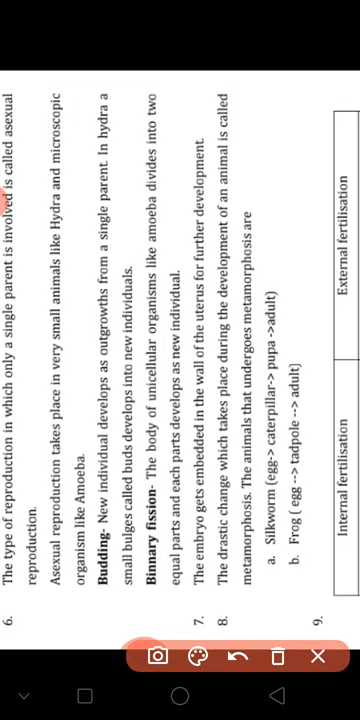 6. The type of reproduction in which only a single parent is involved is called asexual
reproduction.
Asexual reproduction takes place in very small animals like Hydra and microscopic
organism like Amoeba.
Budding- New individual develops as outgrowths from a single parent. In hydra a
small bulges called buds develops into new individuals.
Binnary fission- The body of unicellular organisms like amoeba divides into two
equal parts and each parts develops as new individual.
7. The embryo gets embedded in the wall of the uterus for further development.
8. The drastic change which takes place during the development of an animal is called
metamorphosis. The animals that undergoes metamorphosis are
a. Silkworm (egg-> caterpillar-> pupa ->adult)
b. Frog ( egg --> tadpole --> adult]
9.
Internal fertilisation External fertilisation